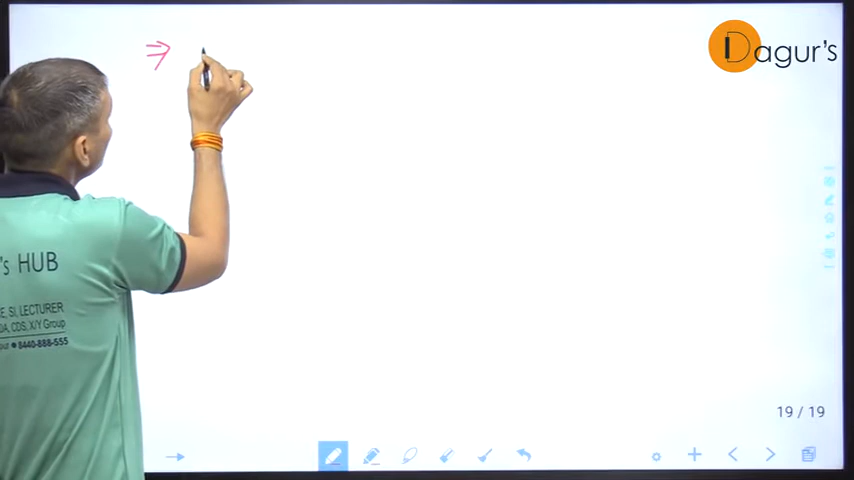 Dagur's
's HUB
E, SI, LECTURER
DA, CDS, X/Y Group
8440-888-555
19 / 19